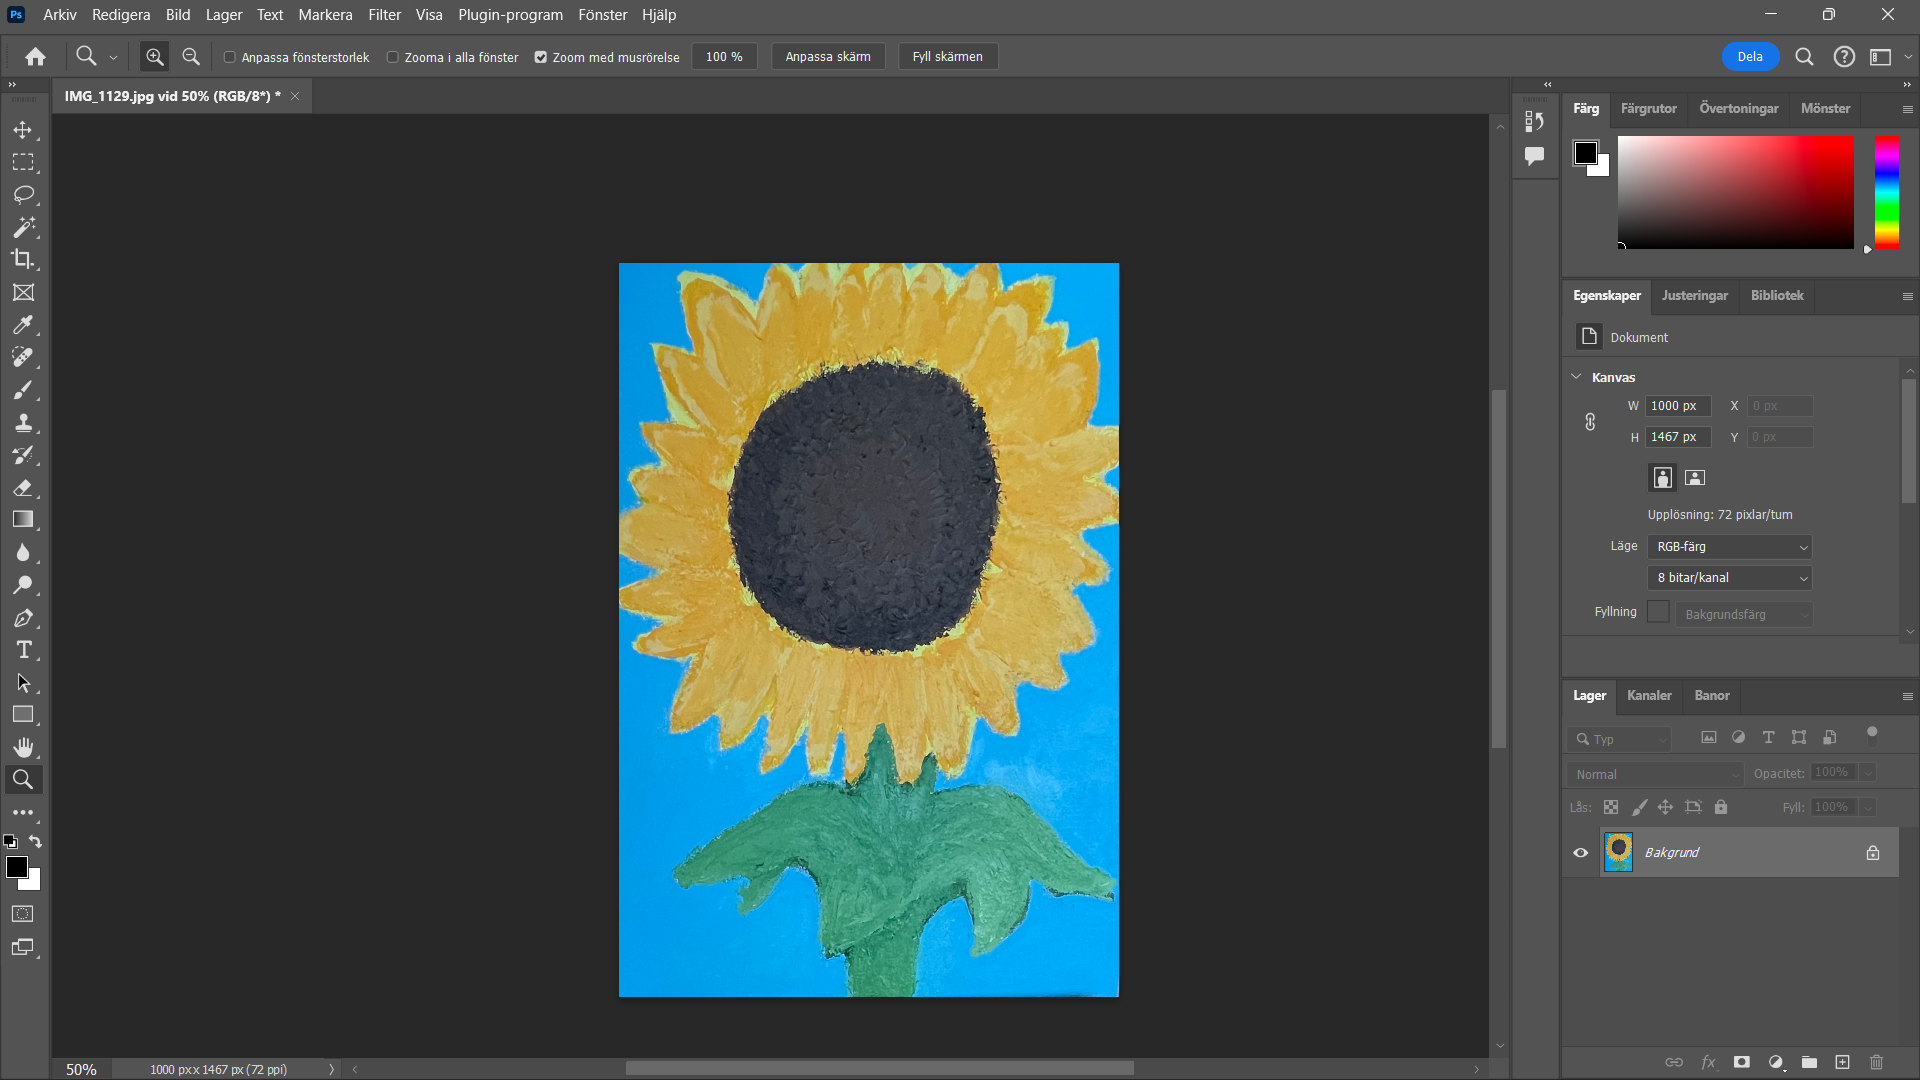 Ps Arkiv Redigera Bild Lager Text Markera Filter Visa Plugin-program Fönster Hjälp
Anpassa fönsterstorlek Zooma i alla fönster Zoom med musrörelse 100 % Anpassa skärm Fyll skärmen Dela
IMG_1129.jpg vid 50% (RGB/8*) *
Färg Färgrutor Övertoningar Mönster
Egenskaper Justeringar Bibliotek
Dokument
Kanvas
W 1000 px X 0 px
H 1467 px Y 0 px
Upplösning: 72 pixlar/tum
Läge RGB-färg
8 bitar/kanal
Fyllning Bakgrundsfärg
Lager Kanaler Banor
Typ
Normal Opacitet: 100%
Lås: Fyll: 100%
Bakgrund
fx
50% 1000 px x 1467 px (72 ppi)